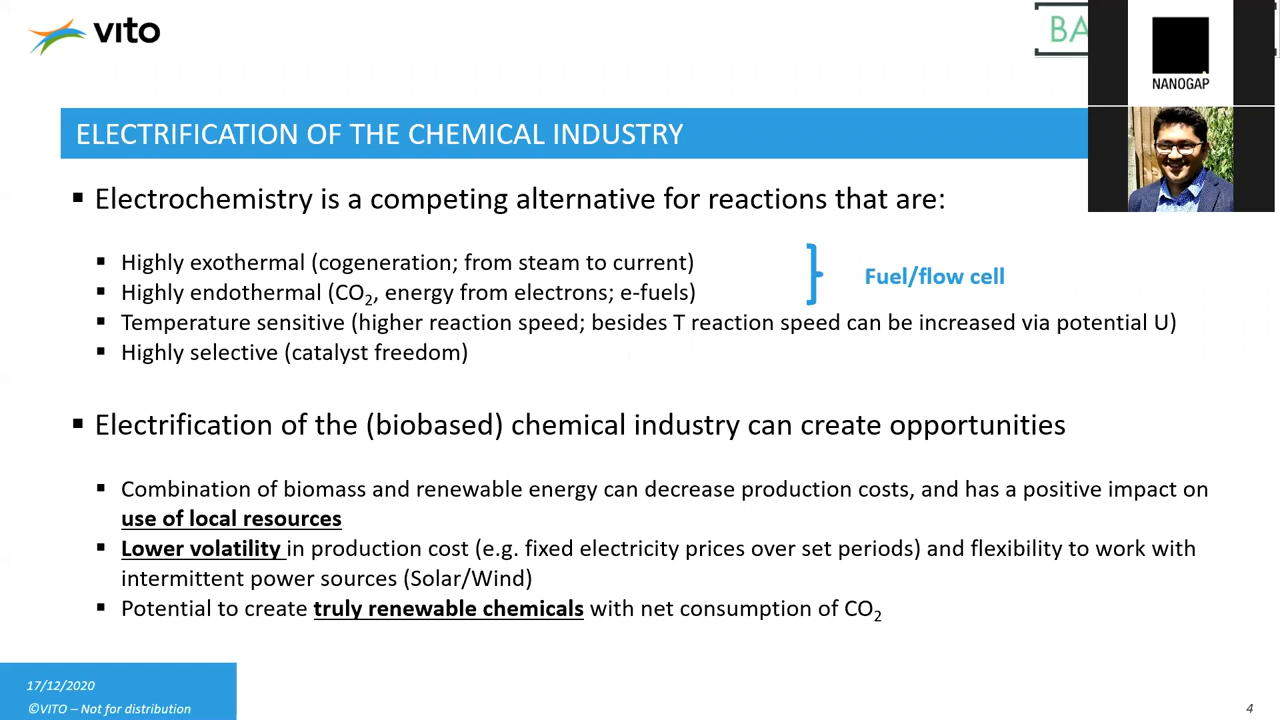 vito
BA
NANOGAP
ELECTRIFICATION OF THE CHEMICAL INDUSTRY
▪ Electrochemistry is a competing alternative for reactions that are:
▪ Highly exothermal (cogeneration; from steam to current)
▪ Highly endothermal (CO₂, energy from electrons; e-fuels)
Fuel/flow cell
▪ Temperature sensitive (higher reaction speed; besides T reaction speed can be increased via potential U)
▪ Highly selective (catalyst freedom)
▪ Electrification of the (biobased) chemical industry can create opportunities
▪ Combination of biomass and renewable energy can decrease production costs, and has a positive impact on
use of local resources
▪ Lower volatility in production cost (e.g. fixed electricity prices over set periods) and flexibility to work with
intermittent power sources (Solar/Wind)
▪ Potential to create truly renewable chemicals with net consumption of CO₂
17/12/2020
©VITO – Not for distribution
4